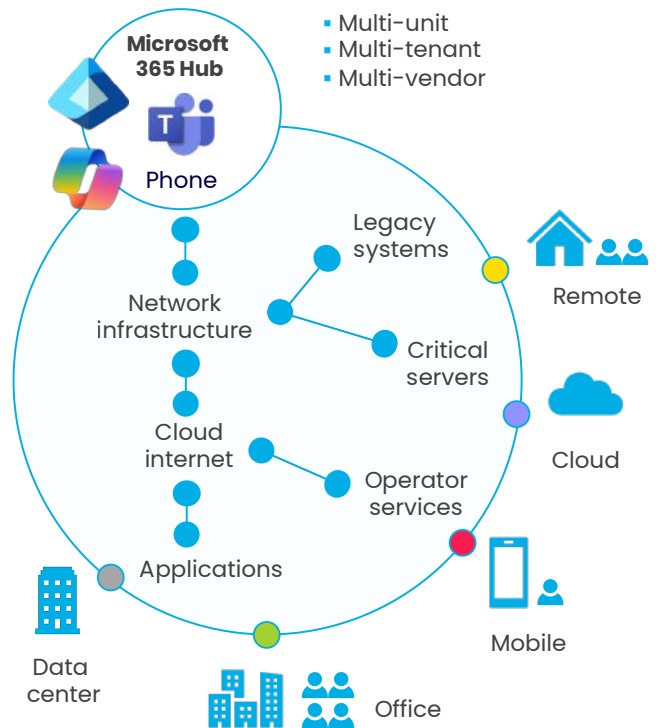 Microsoft
365 Hub
T
Phone
Multi-unit
Multi-tenant
Multi-vendor
Legacy
systems
Remote
Network
infrastructure
Critical
servers
Cloud
Cloud
internet
Operator
services
Applications
Mobile
Data
center
Office